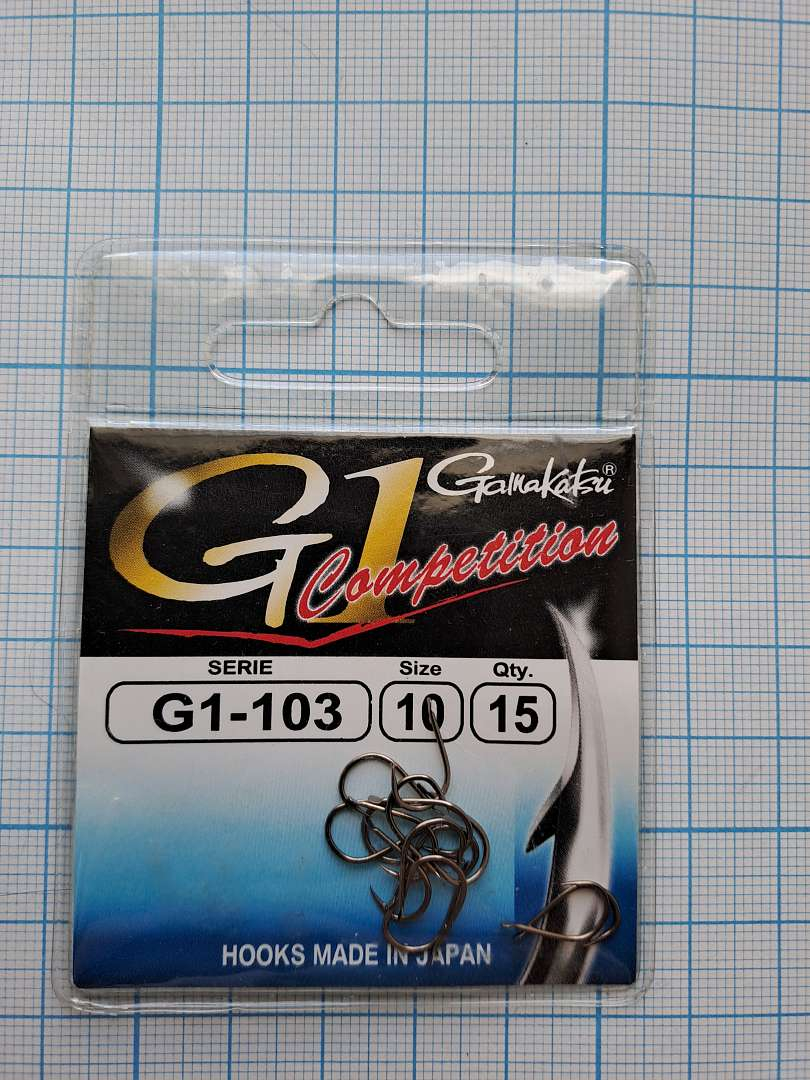 G1 Gamakatsu®
Competition
SERIE Size Qty.
G1-103 10 15
HOOKS MADE IN JAPAN